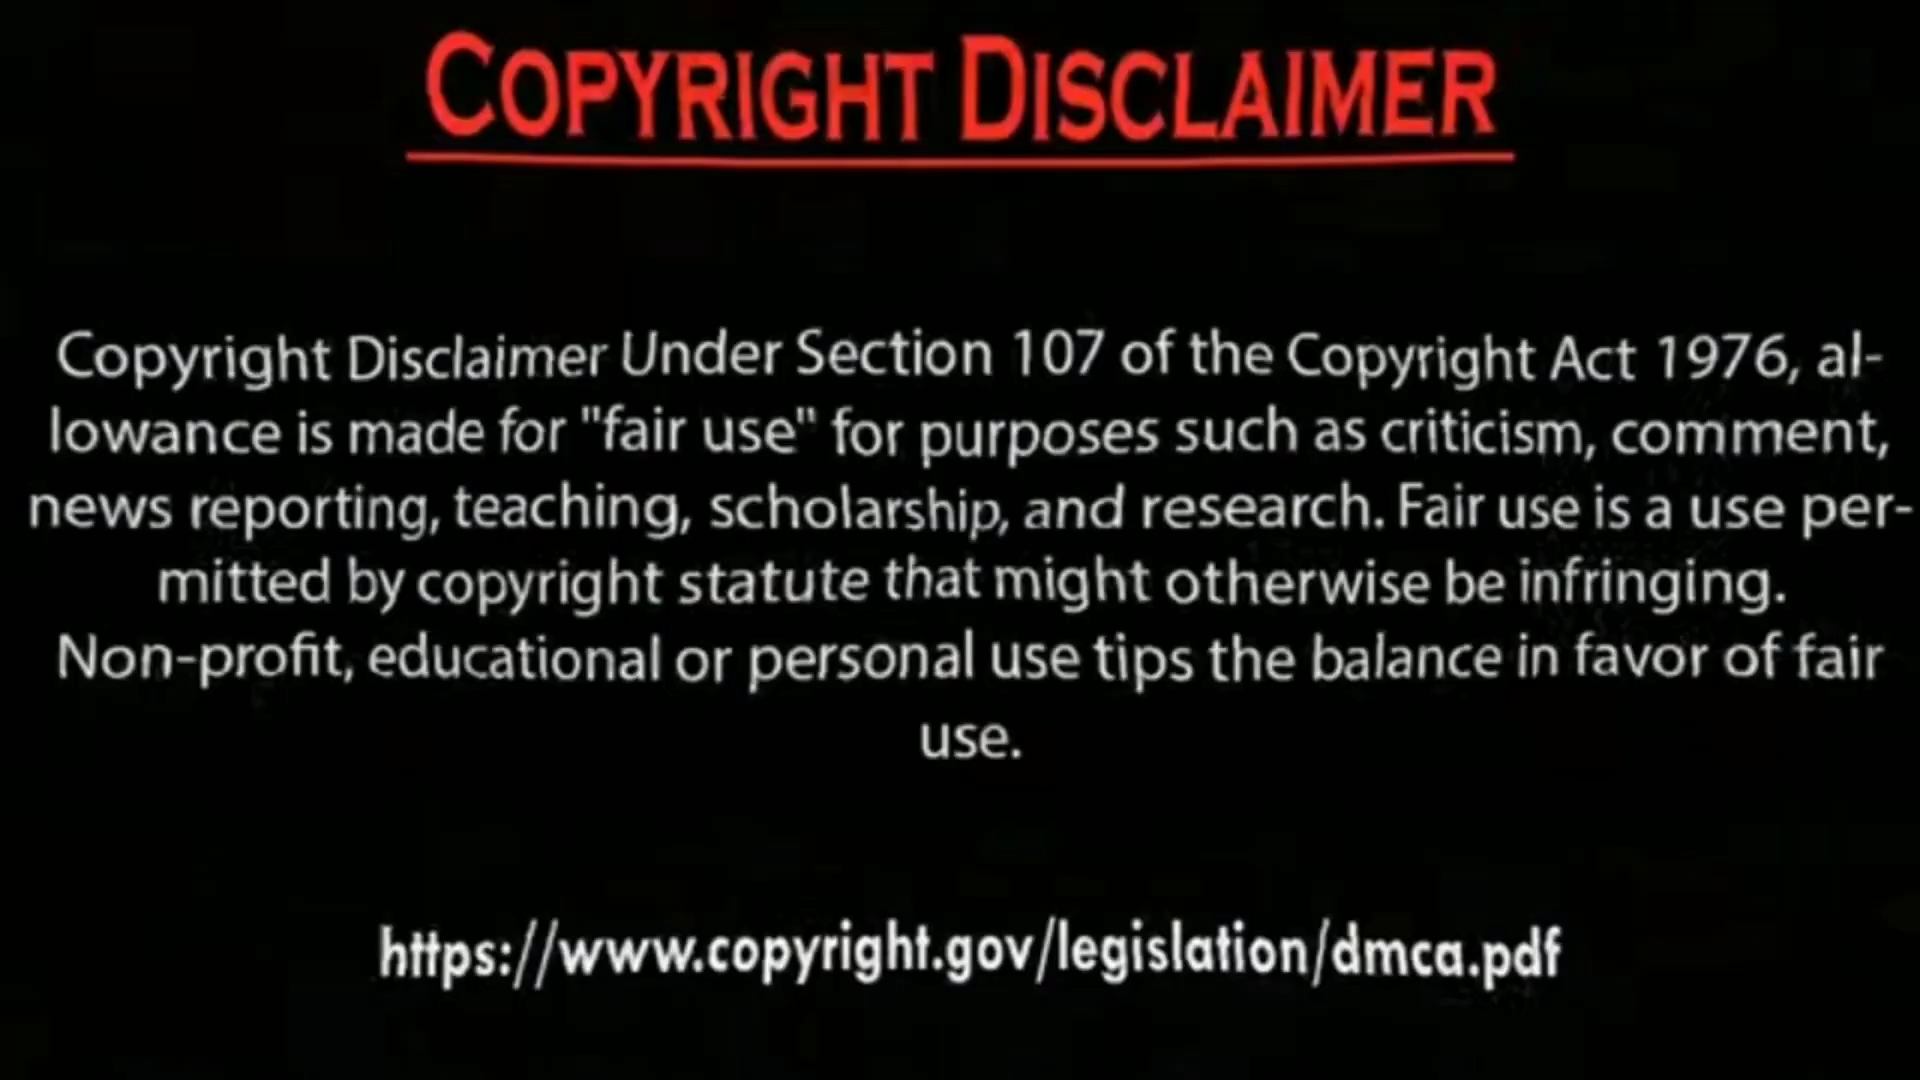 COPYRIGHT DISCLAIMER
Copyright Disclaimer Under Section 107 of the Copyright Act 1976, al-
lowance is made for "fair use" for purposes such as criticism, comment,
news reporting, teaching, scholarship, and research. Fair use is a use per-
mitted by copyright statute that might otherwise be infringing.
Non-profit, educational or personal use tips the balance in favor of fair
use.
https://www.copyright.gov/legislation/dmca.pdf